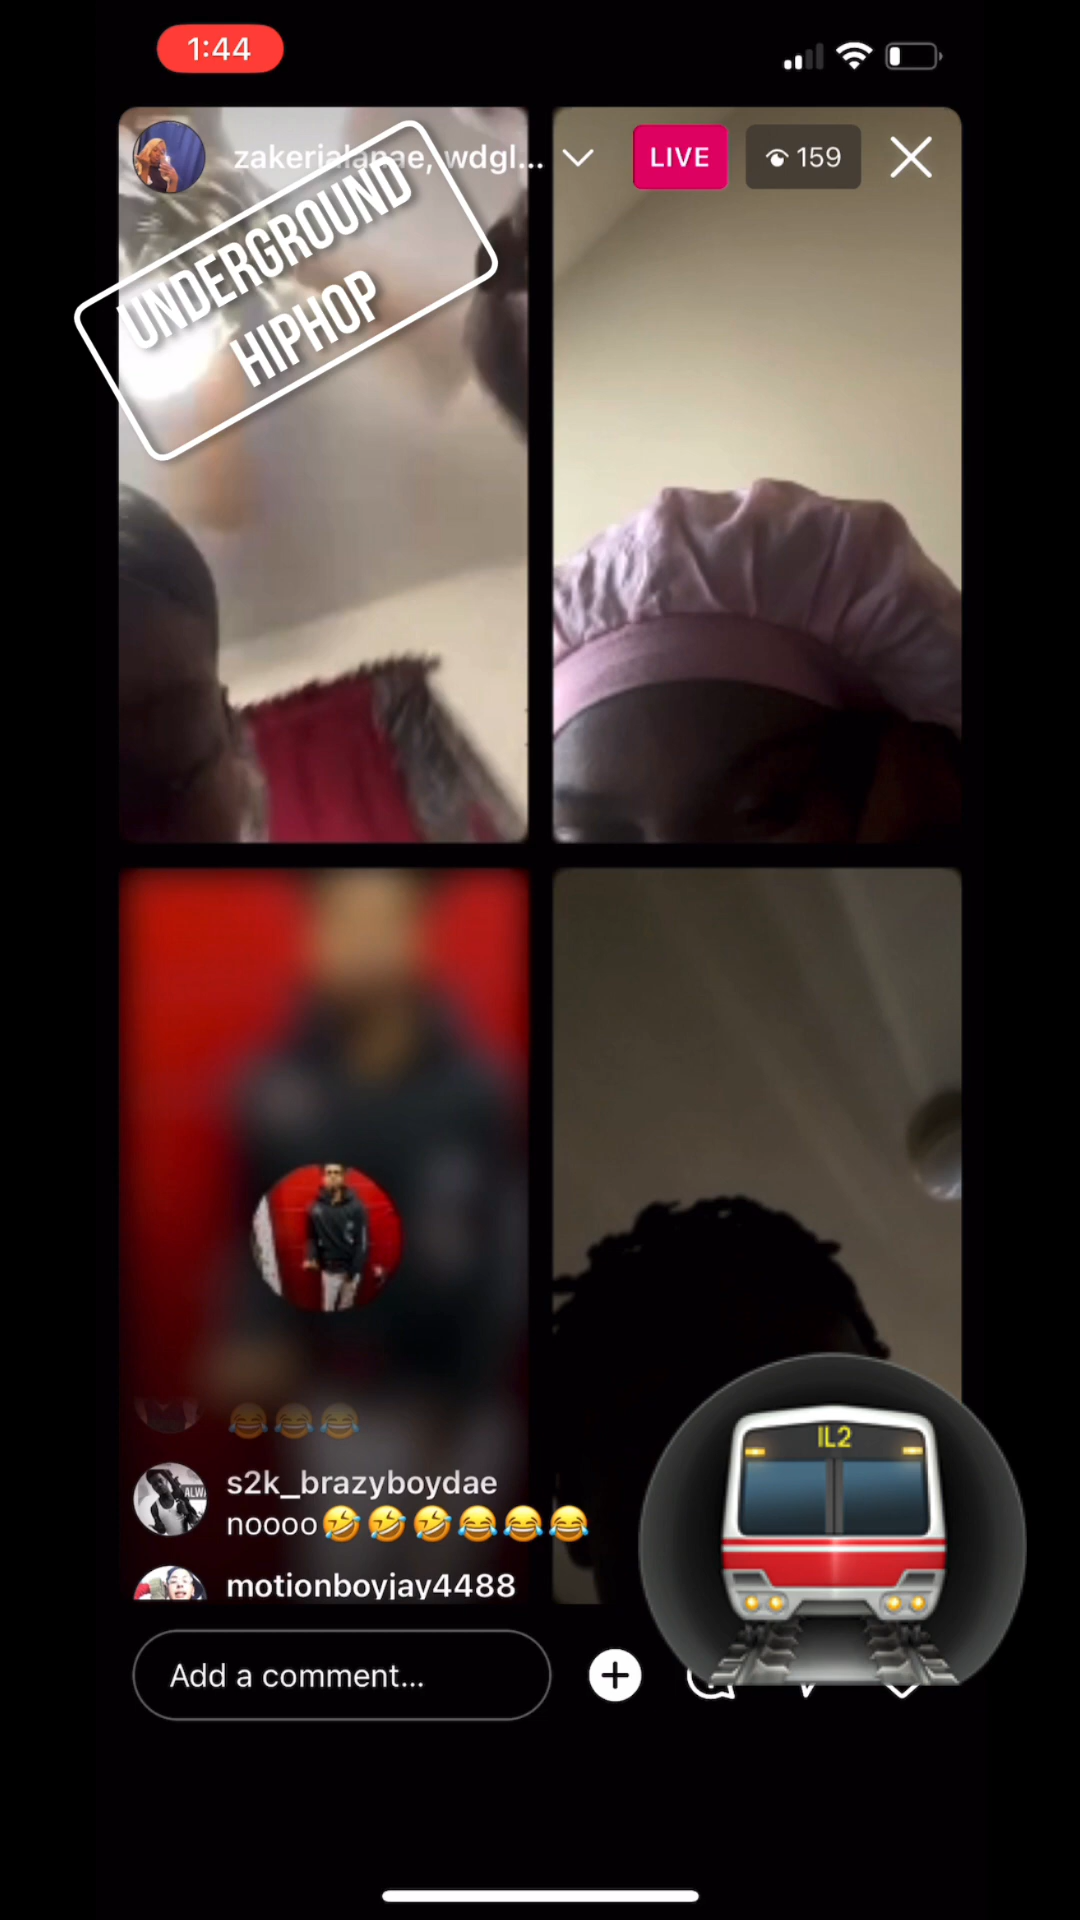 1:44
zakerialanae, wdgl...
LIVE
159
UNDERGROUND
HIPHOP
s2k_brazyboydae
noooo🤣🤣🤣😂😂😂
motionboyjay4488
IL2
Add a comment...